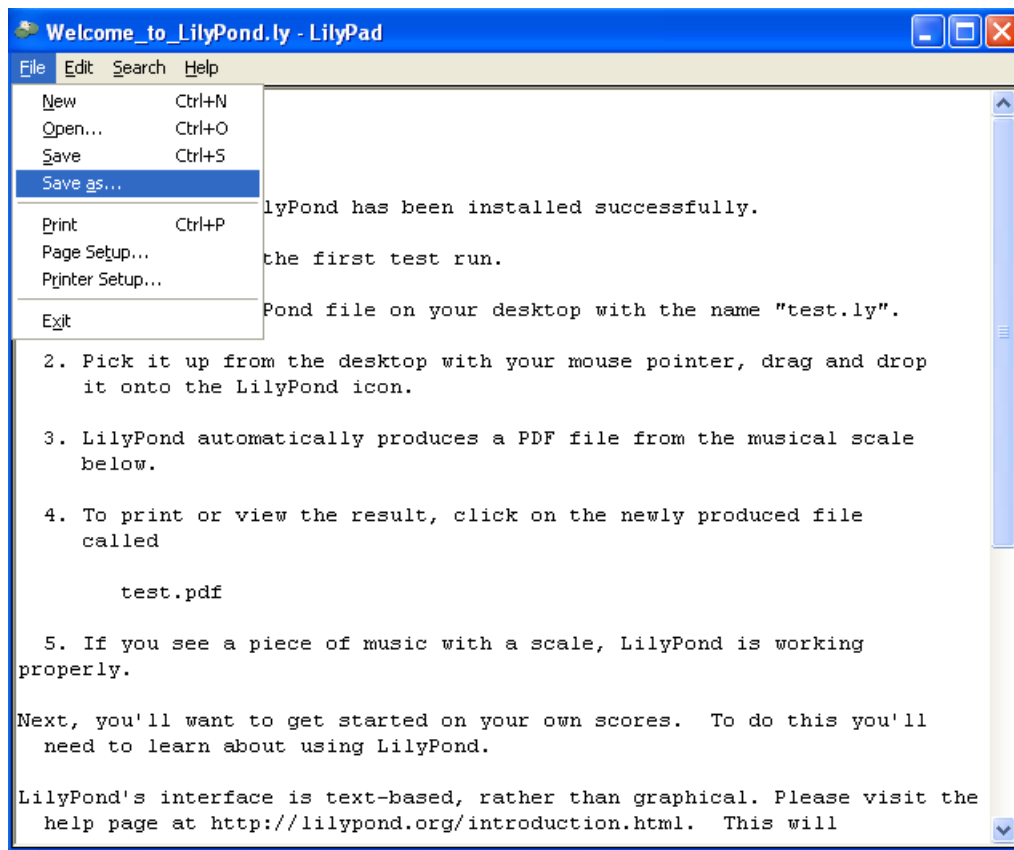 Welcome_to_LilyPond.ly - LilyPad
File Edit Search Help
New Ctrl+N
Open... Ctrl+O
Save Ctrl+S
Save as...
Print Ctrl+P
Page Setup...
Printer Setup...
Exit
has been installed successfully.
the first test run.
file on your desktop with the name "test.ly".
2. Pick it up from the desktop with your mouse pointer, drag and drop
it onto the LilyPond icon.
3. LilyPond automatically produces a PDF file from the musical scale
below.
4. To print or view the result, click on the newly produced file
called
test.pdf
5. If you see a piece of music with a scale, LilyPond is working
properly.
Next, you'll want to get started on your own scores. To do this you'll
need to learn about using LilyPond.
LilyPond's interface is text-based, rather than graphical. Please visit the
help page at http://lilypond.org/introduction.html. This will